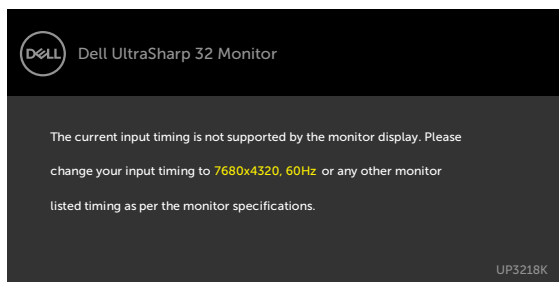 DELL
Dell UltraSharp 32 Monitor
The current input timing is not supported by the monitor display. Please
change your input timing to 7680x4320, 60Hz or any other monitor
listed timing as per the monitor specifications.
UP3218K